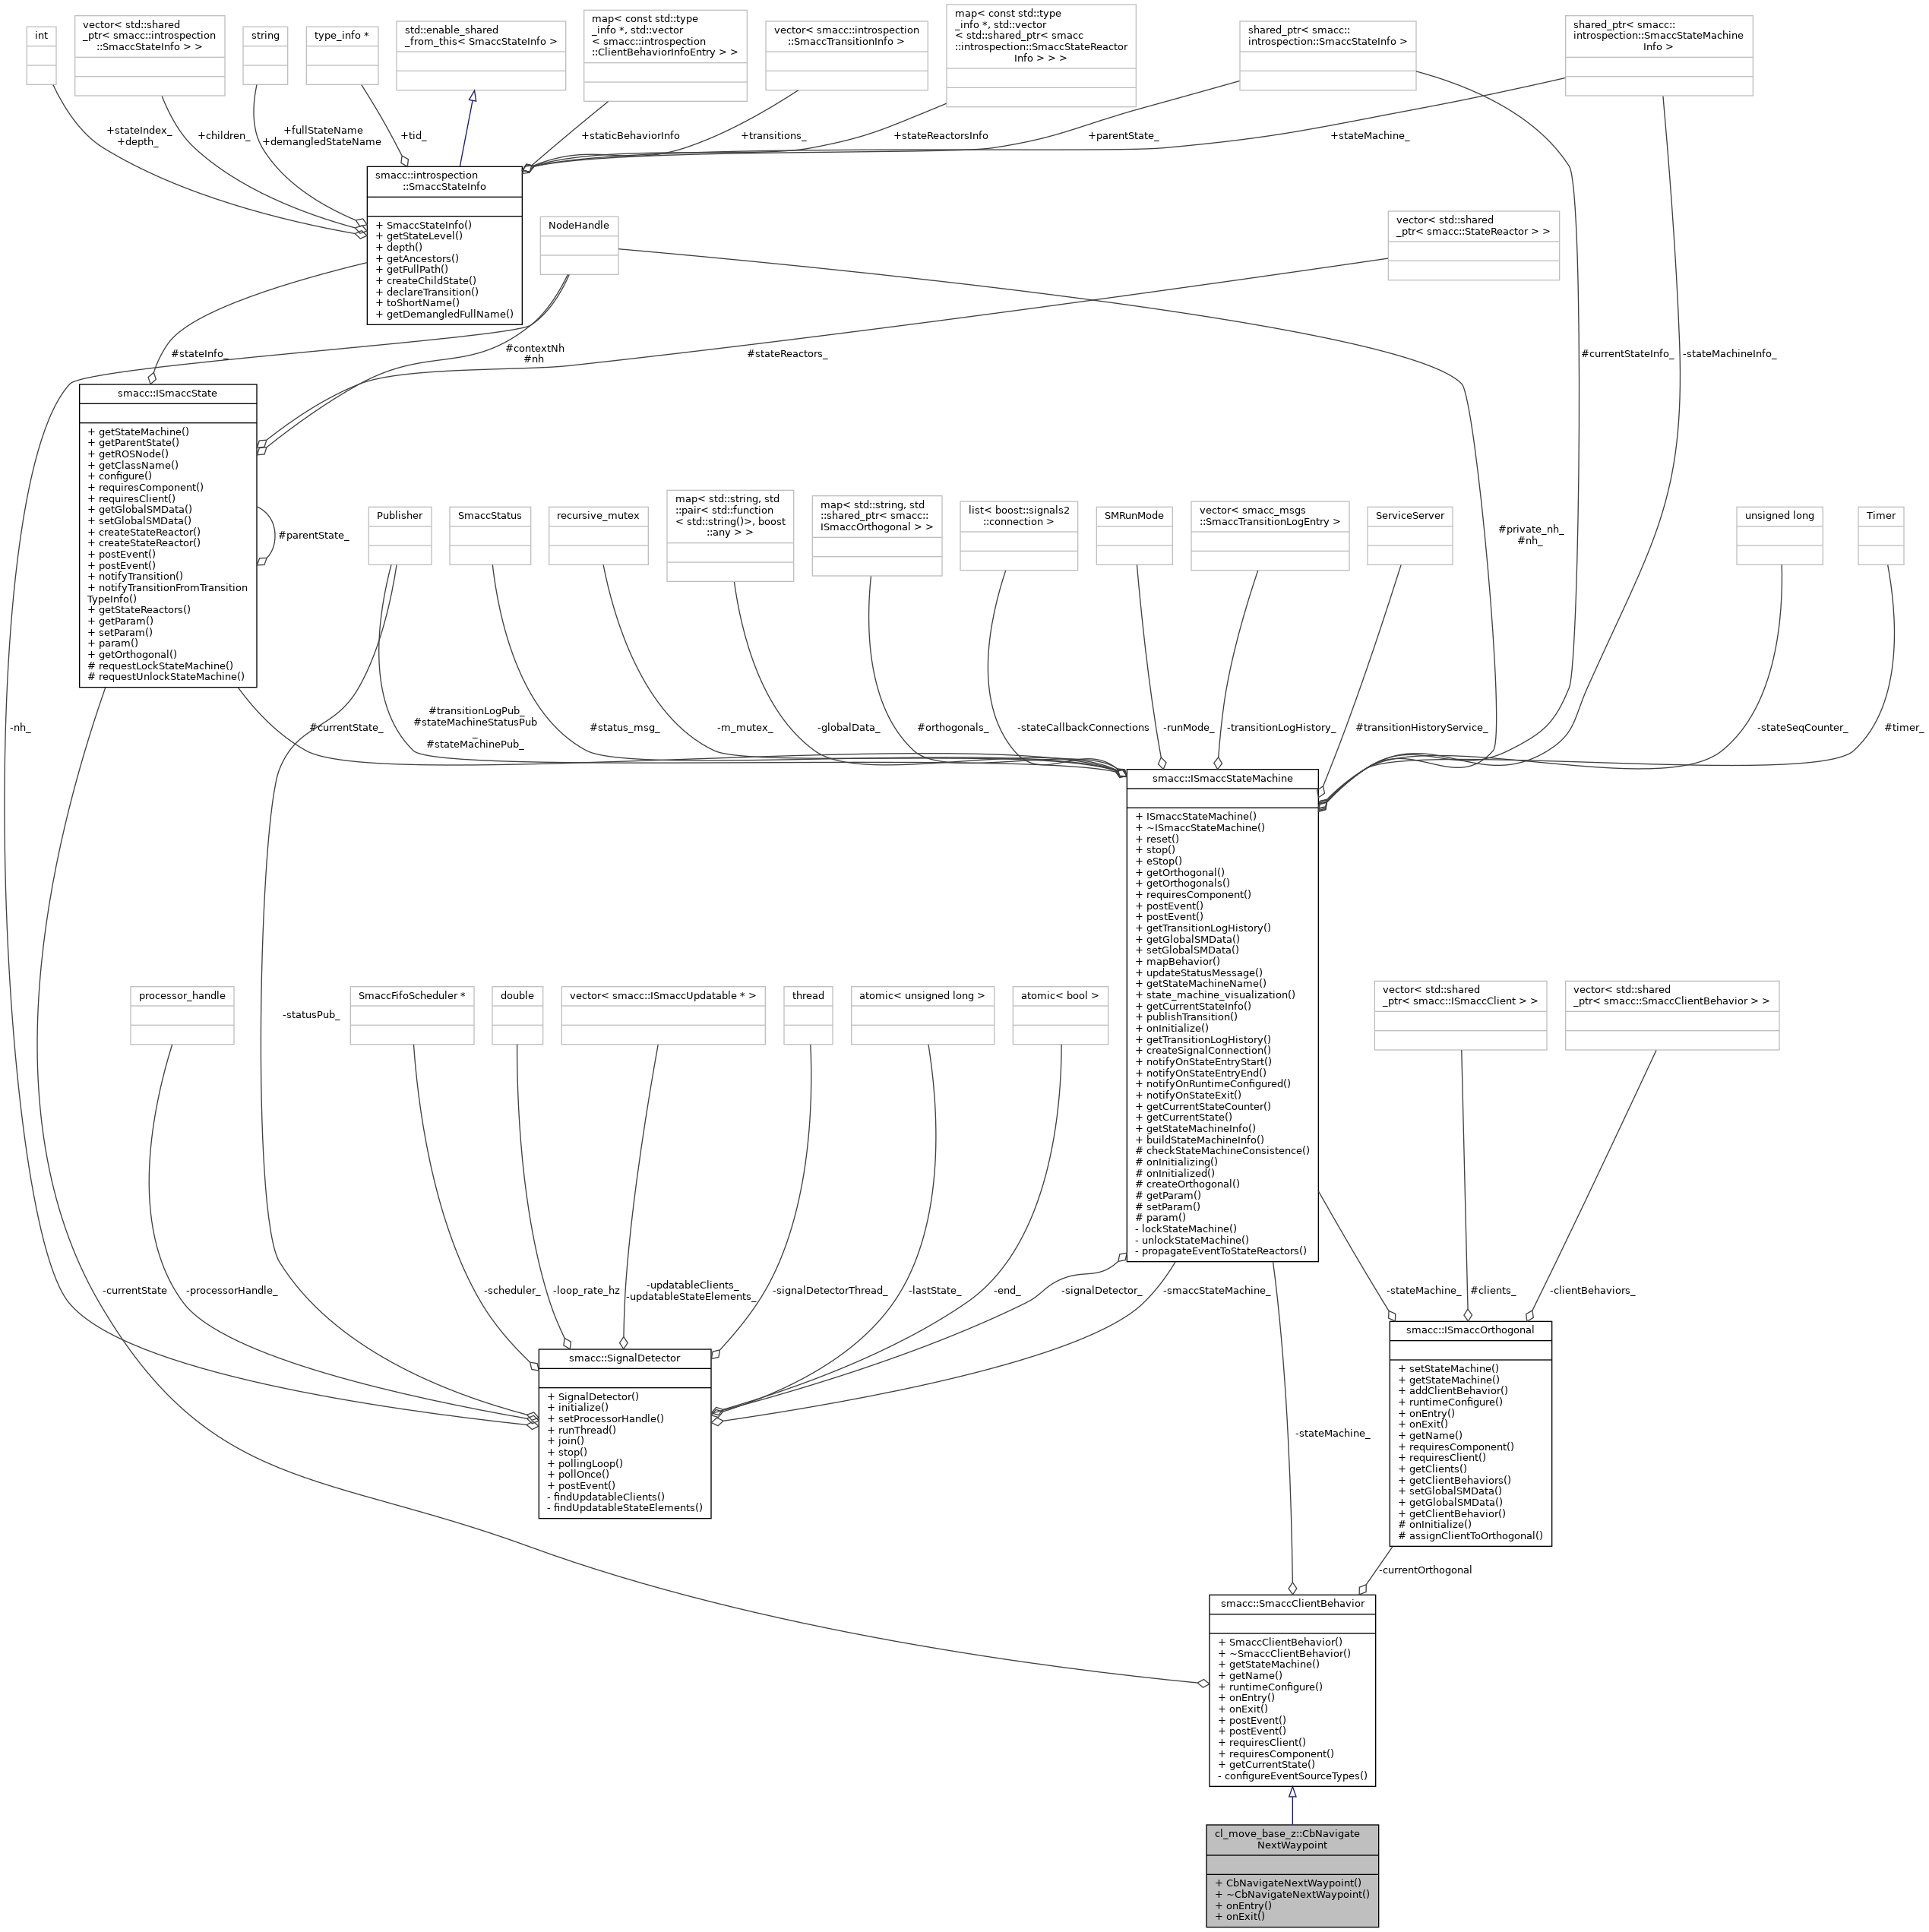 int
vector< std::shared
_ptr< smacc::introspection
::SmaccStateInfo > >
string
type_info *
std::enable_shared
_from_this< SmaccStateInfo >
map< const std::type
_info *, std::vector
< smacc::introspection
::ClientBehaviorInfoEntry > >
vector< smacc::introspection
::SmaccTransitionInfo >
map< const std::type
_info *, std::vector
< std::shared_ptr< smacc
::introspection::SmaccStateReactor
Info > > >
shared_ptr< smacc::
introspection::SmaccStateInfo >
shared_ptr< smacc::
introspection::SmaccStateMachine
Info >
+stateIndex_
+depth_
+children_
+fullStateName
+demangledStateName
+tid_
+staticBehaviorInfo
+transitions_
+stateReactorsInfo
+parentState_
+stateMachine_
smacc::introspection
::SmaccStateInfo
+ SmaccStateInfo()
+ getStateLevel()
+ depth()
+ getAncestors()
+ getFullPath()
+ createChildState()
+ declareTransition()
+ toShortName()
+ getDemangledFullName()
NodeHandle
vector< std::shared
_ptr< smacc::StateReactor > >
#stateInfo_
#contextNh
#nh
#stateReactors_
#currentStateInfo_
-stateMachineInfo_
smacc::ISmaccState
+ getStateMachine()
+ getParentState()
+ getROSNode()
+ getClassName()
+ configure()
+ requiresComponent()
+ requiresClient()
+ getGlobalSMData()
+ setGlobalSMData()
+ createStateReactor()
+ createStateReactor()
+ postEvent()
+ postEvent()
+ notifyTransition()
+ notifyTransitionFromTransition
TypeInfo()
+ getStateReactors()
+ getParam()
+ setParam()
+ param()
+ getOrthogonal()
# requestLockStateMachine()
# requestUnlockStateMachine()
#parentState_
Publisher
SmaccStatus
recursive_mutex
map< std::string, std
::pair< std::function
< std::string()>, boost
::any > >
map< std::string, std
::shared_ptr< smacc::
ISmaccOrthogonal > >
list< boost::signals2
::connection >
SMRunMode
vector< smacc_msgs
::SmaccTransitionLogEntry >
ServiceServer
#private_nh_
#nh_
unsigned long
Timer
-nh_
#currentState_
#transitionLogPub_
#stateMachineStatusPub
_
#stateMachinePub_
#status_msg_
-m_mutex_
-globalData_
#orthogonals_
-stateCallbackConnections
-runMode_
-transitionLogHistory_
#transitionHistoryService_
-stateSeqCounter_
#timer_
smacc::ISmaccStateMachine
+ ISmaccStateMachine()
+ ~ISmaccStateMachine()
+ reset()
+ stop()
+ eStop()
+ getOrthogonal()
+ getOrthogonals()
+ requiresComponent()
+ postEvent()
+ postEvent()
+ getTransitionLogHistory()
+ getGlobalSMData()
+ setGlobalSMData()
+ mapBehavior()
+ updateStatusMessage()
+ getStateMachineName()
+ state_machine_visualization()
+ getCurrentStateInfo()
+ publishTransition()
+ onInitialize()
+ getTransitionLogHistory()
+ createSignalConnection()
+ notifyOnStateEntryStart()
+ notifyOnStateEntryEnd()
+ notifyOnRuntimeConfigured()
+ notifyOnStateExit()
+ getCurrentStateCounter()
+ getCurrentState()
+ getStateMachineInfo()
+ buildStateMachineInfo()
# checkStateMachineConsistence()
# onInitializing()
# onInitialized()
# createOrthogonal()
# getParam()
# setParam()
# param()
- lockStateMachine()
- unlockStateMachine()
- propagateEventToStateReactors()
processor_handle
-statusPub_
SmaccFifoScheduler *
double
vector< smacc::ISmaccUpdatable * >
thread
atomic< unsigned long >
atomic< bool >
vector< std::shared
_ptr< smacc::ISmaccClient > >
vector< std::shared
_ptr< smacc::SmaccClientBehavior > >
-currentState
-processorHandle_
-scheduler_
-loop_rate_hz
-updatableClients_
-updatableStateElements_
-signalDetectorThread_
-lastState_
-end_
-signalDetector_
-smaccStateMachine_
-stateMachine_
#clients_
-clientBehaviors_
smacc::SignalDetector
+ SignalDetector()
+ initialize()
+ setProcessorHandle()
+ runThread()
+ join()
+ stop()
+ pollingLoop()
+ pollOnce()
+ postEvent()
- findUpdatableClients()
- findUpdatableStateElements()
-stateMachine_
smacc::ISmaccOrthogonal
+ setStateMachine()
+ getStateMachine()
+ addClientBehavior()
+ runtimeConfigure()
+ onEntry()
+ onExit()
+ getName()
+ requiresComponent()
+ requiresClient()
+ getClients()
+ getClientBehaviors()
+ setGlobalSMData()
+ getGlobalSMData()
+ getClientBehavior()
# onInitialize()
# assignClientToOrthogonal()
-currentOrthogonal
smacc::SmaccClientBehavior
+ SmaccClientBehavior()
+ ~SmaccClientBehavior()
+ getStateMachine()
+ getName()
+ runtimeConfigure()
+ onEntry()
+ onExit()
+ postEvent()
+ postEvent()
+ requiresClient()
+ requiresComponent()
+ getCurrentState()
- configureEventSourceTypes()
cl_move_base_z::CbNavigate
NextWaypoint
+ CbNavigateNextWaypoint()
+ ~CbNavigateNextWaypoint()
+ onEntry()
+ onExit()